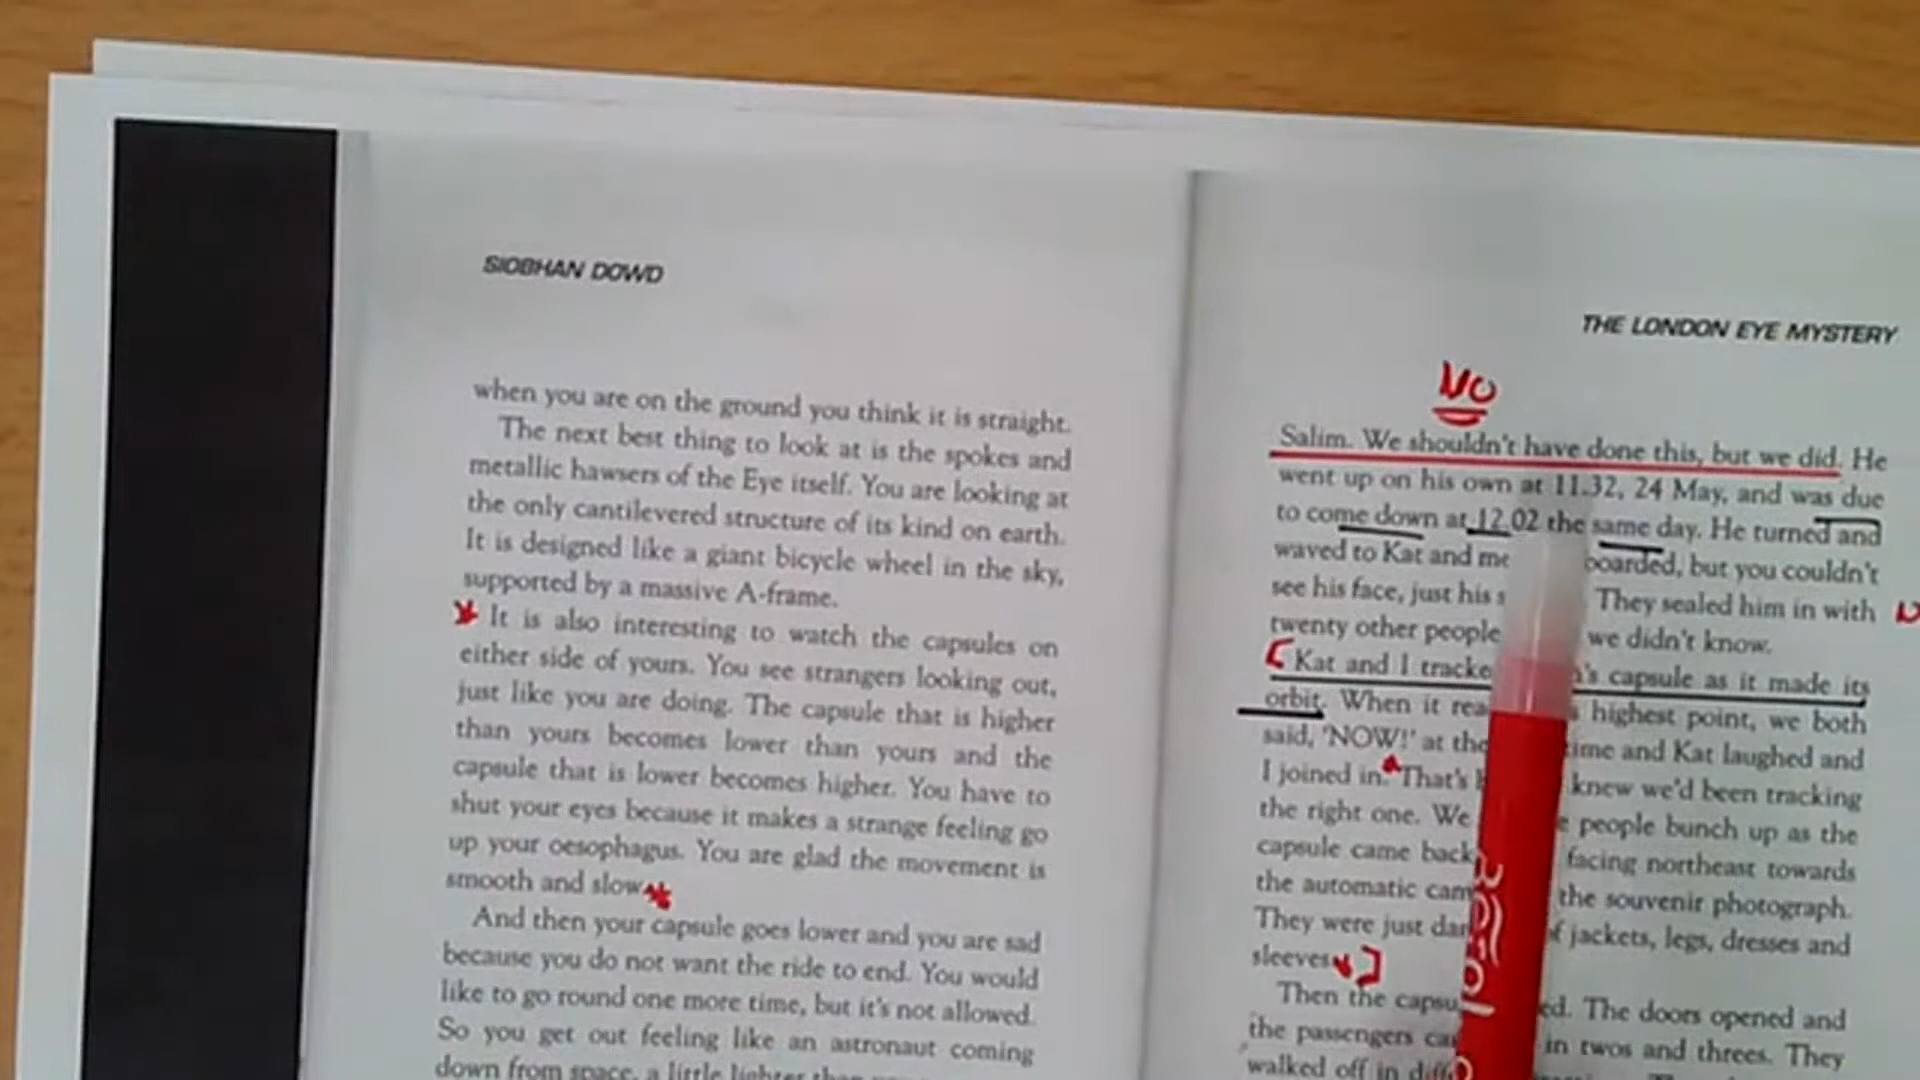 SIOBHAN DOWD
when you are on the ground you think it is straight.
The next best thing to look at is the spokes and
metallic hawsers of the Eye itself. You are looking at
the only cantilevered structure of its kind on earth.
It is designed like a giant bicycle wheel in the sky,
supported by a massive A-frame.
It is also interesting to watch the capsules on
either side of yours. You see strangers looking out,
just like you are doing. The capsule that is higher
than yours becomes lower than yours and the
capsule that is lower becomes higher. You have to
shut your eyes because it makes a strange feeling go
up your oesophagus. You are glad the movement is
smooth and slow.
And then your capsule goes lower and you are sad
because you do not want the ride to end. You would
like to go round one more time, but it's not allowed.
So you get out feeling like an astronaut coming
down from space, a little lighter than
THE LONDON EYE MYSTERY
NO
Salim. We shouldn't have done this, but we did. He
went up on his own at 11.32, 24 May, and was due
to come down at 12.02 the same day. He turned and
waved to Kat and me boarded, but you couldn't
see his face, just his They sealed him in with
twenty other people we didn't know.
Kat and I tracke 's capsule as it made its
orbit. When it rea highest point, we both
said, 'NOW!' at the ime and Kat laughed and
I joined in. That's knew we'd been tracking
the right one. We people bunch up as the
capsule came back facing northeast towards
the automatic cam the souvenir photograph.
They were just dar f jackets, legs, dresses and
sleeves
Then the capsu ed. The doors opened and
the passengers ca in twos and threes. They
walked off in diff
Berol